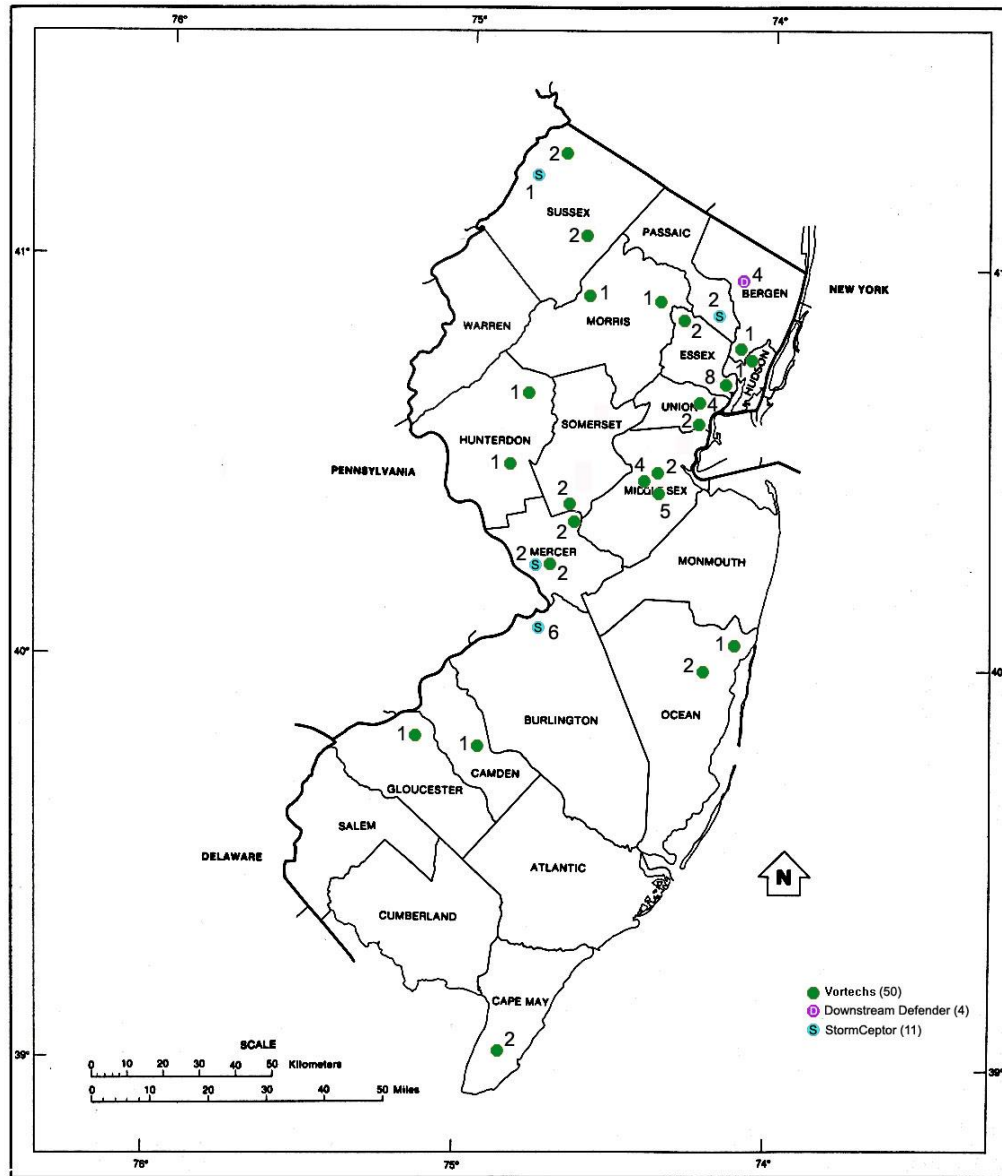 76°
75°
74°
2
S
1
SUSSEX
2
PASSAIC
41°
41°
4
D
BERGEN
NEW YORK
1
1
2
S
MORRIS
2
WARREN
ESSEX
1
1
HUDSON
8
1
4
UNION
SOMERSET
2
HUNTERDON
1
PENNSYLVANIA
4
2
MIDDLESEX
5
2
2
MERCER
2
S
2
MONMOUTH
S
6
40°
40°
1
2
OCEAN
BURLINGTON
1
1
CAMDEN
GLOUCESTER
SALEM
DELAWARE
ATLANTIC
N
CUMBERLAND
CAPE MAY
2
Vortechs (50)
D Downstream Defender (4)
S StormCeptor (11)
SCALE
0 10 20 30 40 50 Kilometers
0 10 20 30 40 50 Miles
39°
39°
76°
75°
74°